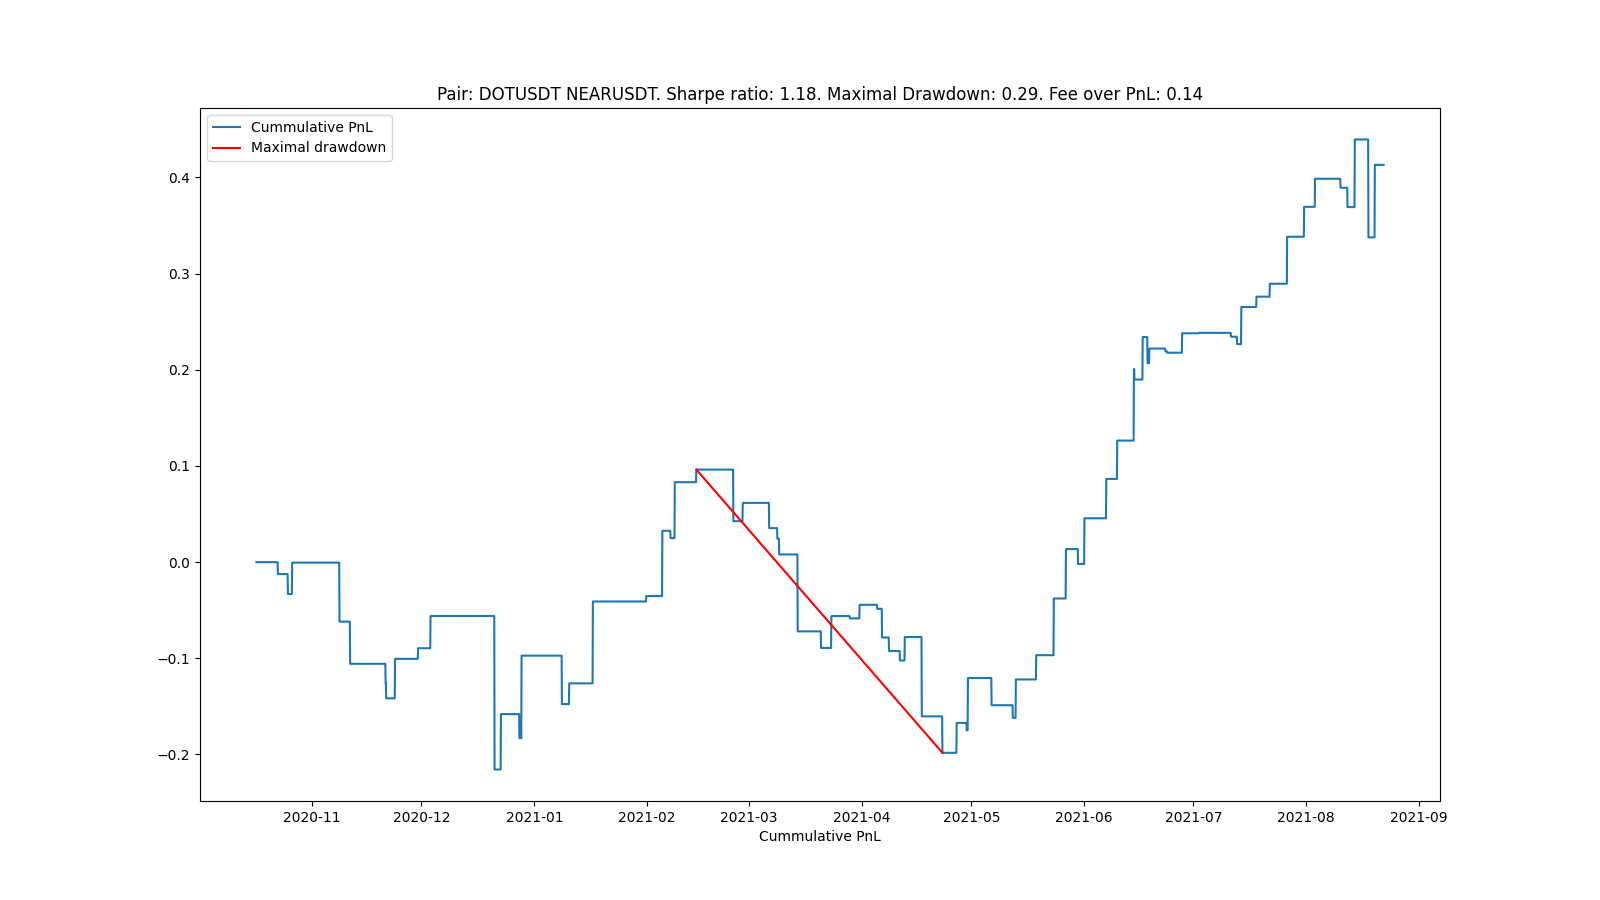 Pair: DOTUSDT NEARUSDT. Sharpe ratio: 1.18. Maximal Drawdown: 0.29. Fee over PnL: 0.14
Cummulative PnL
Maximal drawdown
0.4
0.3
0.2
0.1
0.0
−0.1
−0.2
2020-11 2020-12 2021-01 2021-02 2021-03 2021-04 2021-05 2021-06 2021-07 2021-08 2021-09
Cummulative PnL